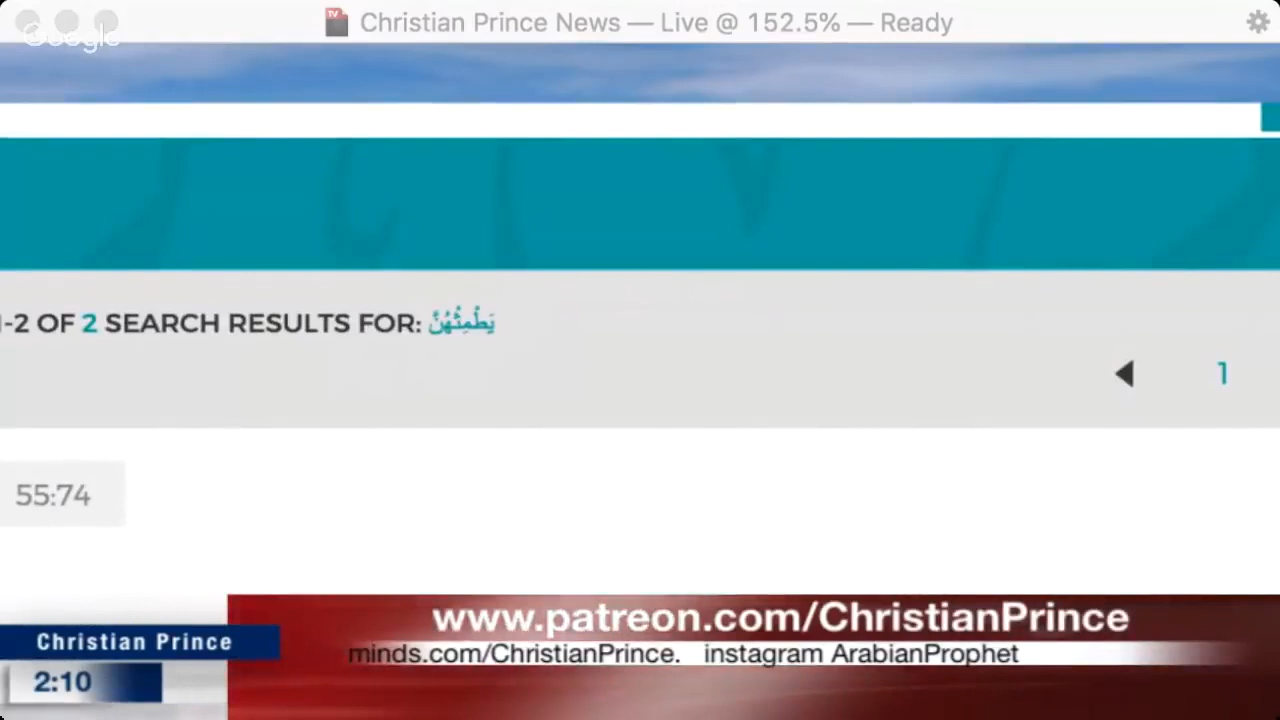 Google
Christian Prince News — Live @ 152.5% — Ready
-2 OF 2 SEARCH RESULTS FOR: يَطْمِثْهُنَّ
1
55:74
www.patreon.com/ChristianPrince
Christian Prince
minds.com/ChristianPrince. instagram ArabianProphet
2:10